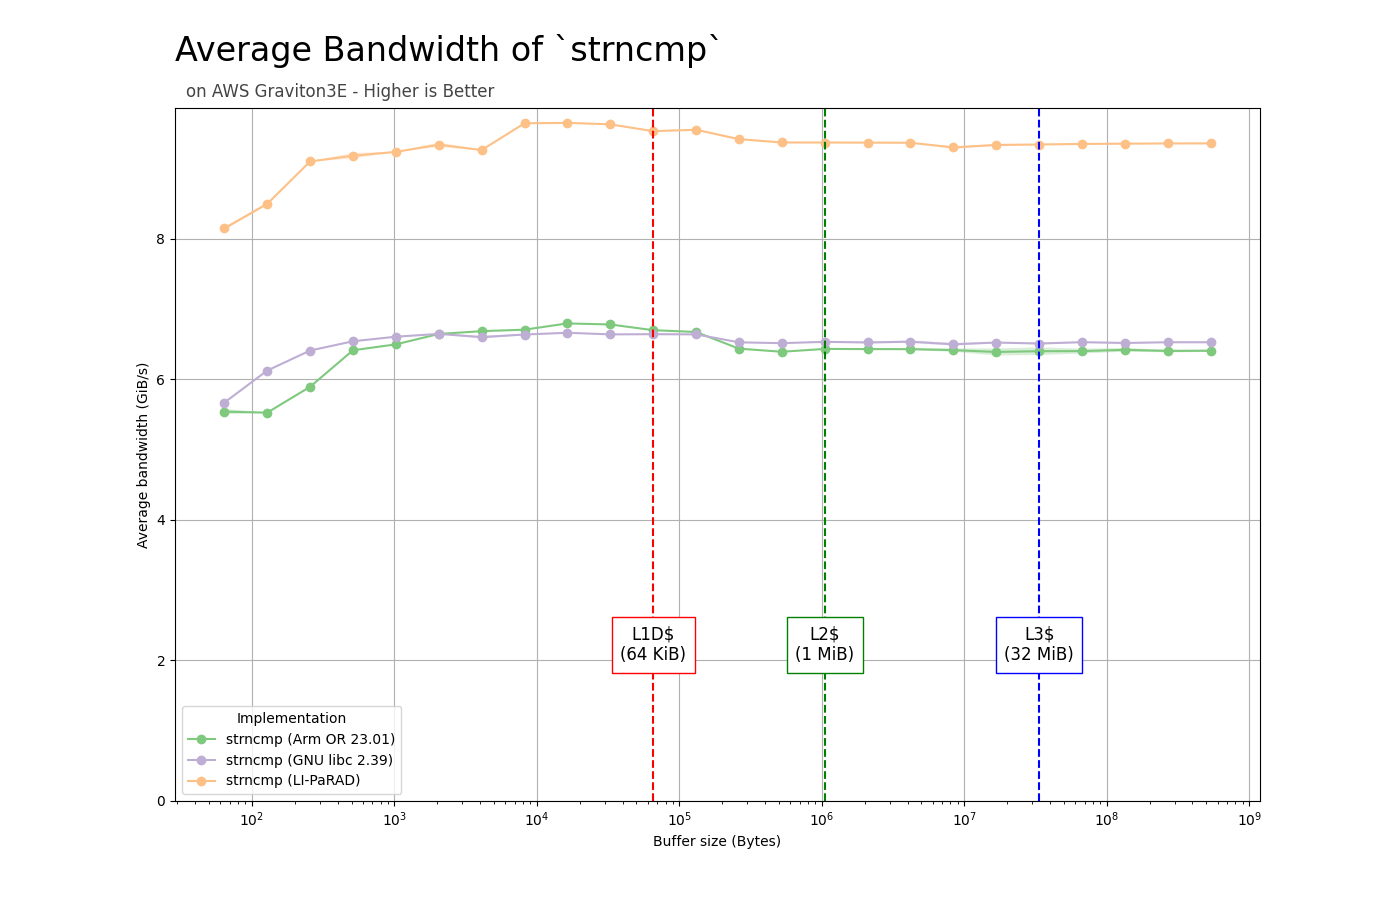 Average Bandwidth of `strncmp`
on AWS Graviton3E - Higher is Better
Average bandwidth (GiB/s)
8
6
4
2
0
L1D$
(64 KiB)
L2$
(1 MiB)
L3$
(32 MiB)
Implementation
strncmp (Arm OR 23.01)
strncmp (GNU libc 2.39)
strncmp (LI-PaRAD)
10² 10³ 10⁴ 10⁵ 10⁶ 10⁷ 10⁸ 10⁹
Buffer size (Bytes)